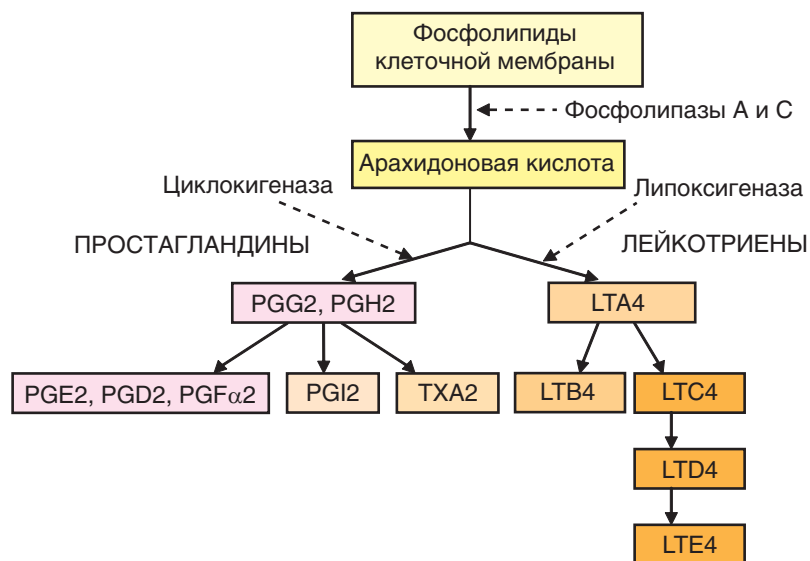 Фосфолипиды
клеточной мембраны
Фосфолипазы А и С
Арахидоновая кислота
Циклокигеназа
Липоксигеназа
ПРОСТАГЛАНДИНЫ
ЛЕЙКОТРИЕНЫ
PGG2, PGH2
LTA4
PGE2, PGD2, PGFα2
PGI2
TXA2
LTB4
LTC4
LTD4
LTE4